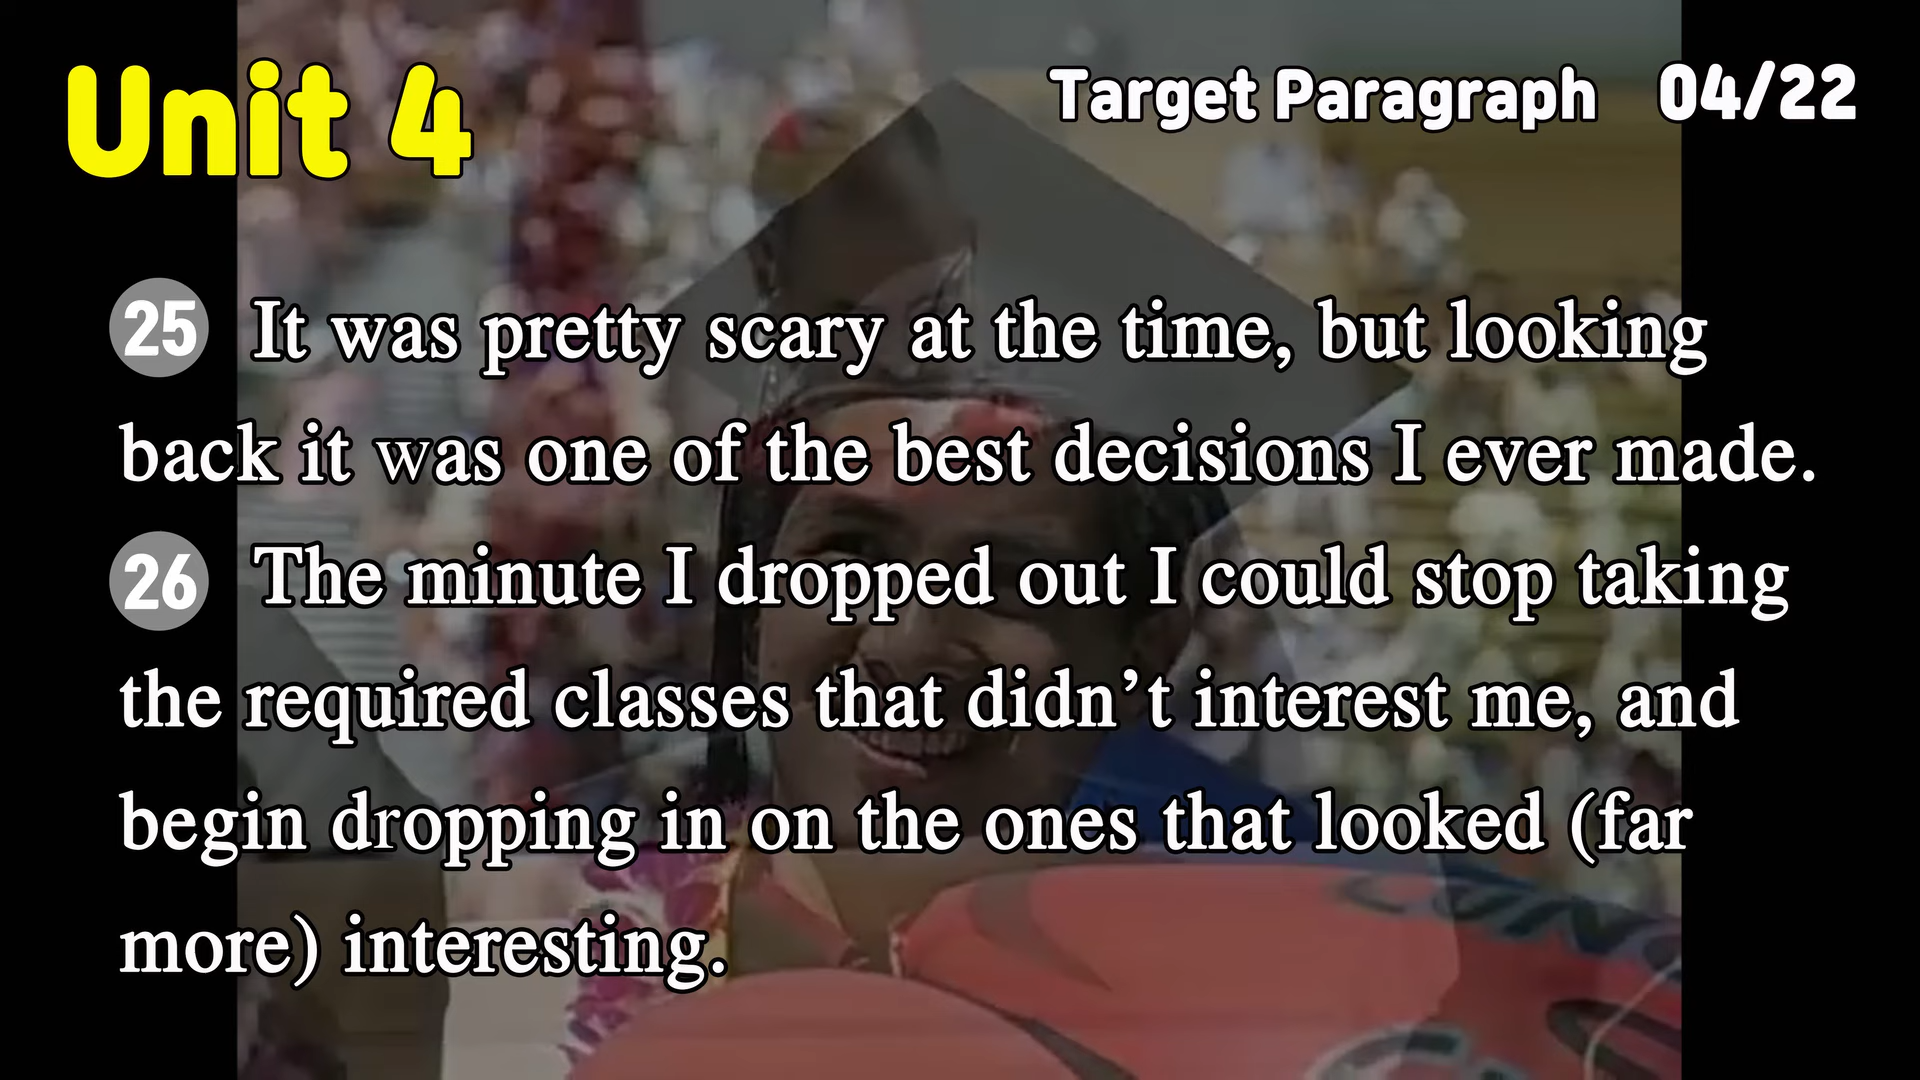 Unit 4
Target Paragraph 04/22
25 It was pretty scary at the time, but looking
back it was one of the best decisions I ever made.
26 The minute I dropped out I could stop taking
the required classes that didn’t interest me, and
begin dropping in on the ones that looked (far
more) interesting.